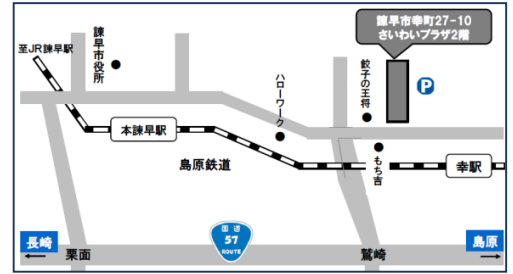 諫早市幸町27-10
さいわいプラザ2階
至JR諫早駅
諫早市役所
ハローワーク
餃子の王将
P
本諫早駅
島原鉄道
もち吉
幸駅
国道
57
ROUTE
長崎
栗面
鷲崎
島原